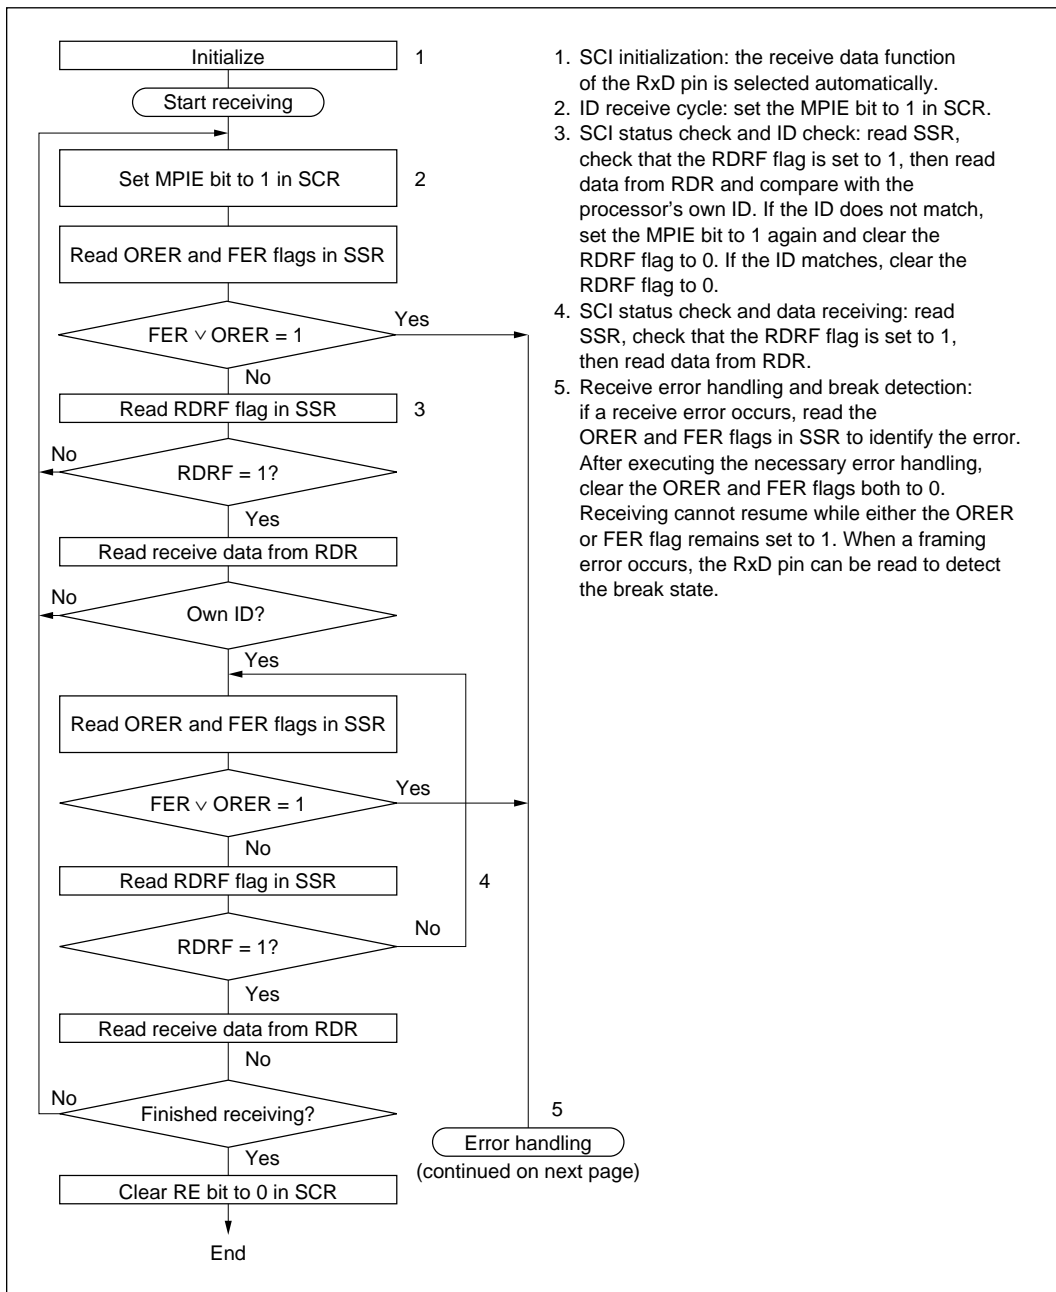 Initialize
1
Start receiving
Set MPIE bit to 1 in SCR
2
Read ORER and FER flags in SSR
FER ∨ ORER = 1
Yes
No
Read RDRF flag in SSR
3
No
RDRF = 1?
Yes
Read receive data from RDR
No
Own ID?
Yes
Read ORER and FER flags in SSR
FER ∨ ORER = 1
Yes
No
Read RDRF flag in SSR
4
RDRF = 1?
No
Yes
Read receive data from RDR
No
No
Finished receiving?
Yes
Clear RE bit to 0 in SCR
End
5
Error handling
(continued on next page)
1. SCI initialization: the receive data function
of the RxD pin is selected automatically.
2. ID receive cycle: set the MPIE bit to 1 in SCR.
3. SCI status check and ID check: read SSR,
check that the RDRF flag is set to 1, then read
data from RDR and compare with the
processor's own ID. If the ID does not match,
set the MPIE bit to 1 again and clear the
RDRF flag to 0. If the ID matches, clear the
RDRF flag to 0.
4. SCI status check and data receiving: read
SSR, check that the RDRF flag is set to 1,
then read data from RDR.
5. Receive error handling and break detection:
if a receive error occurs, read the
ORER and FER flags in SSR to identify the error.
After executing the necessary error handling,
clear the ORER and FER flags both to 0.
Receiving cannot resume while either the ORER
or FER flag remains set to 1. When a framing
error occurs, the RxD pin can be read to detect
the break state.